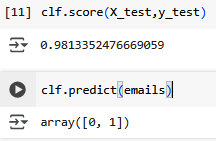 [11] clf.score(X_test,y_test)
0.9813352476669059
clf.predict(emails)
array([0, 1])